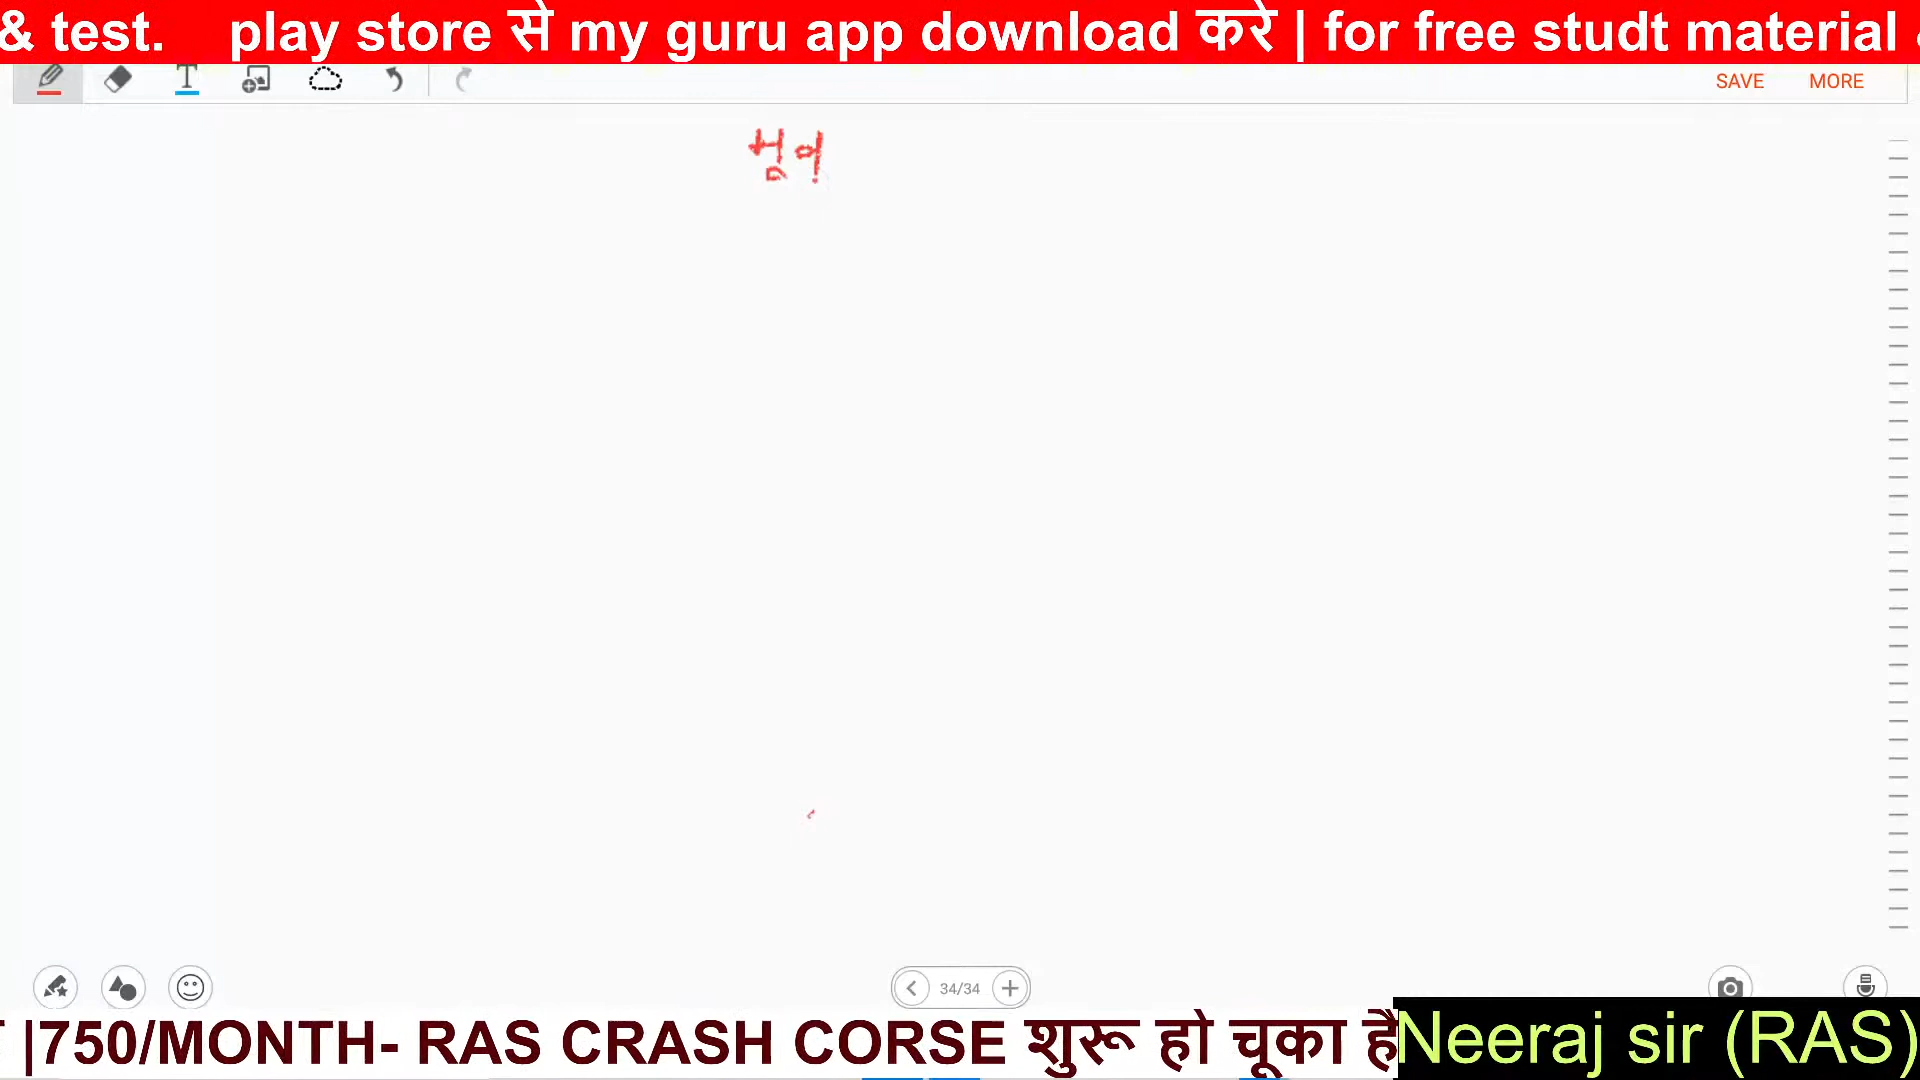 & test. play store से my guru app download करे | for free studt material
SAVE MORE
34/34
|750/MONTH- RAS CRASH CORSE शुरू हो चूका है
Neeraj sir (RAS)